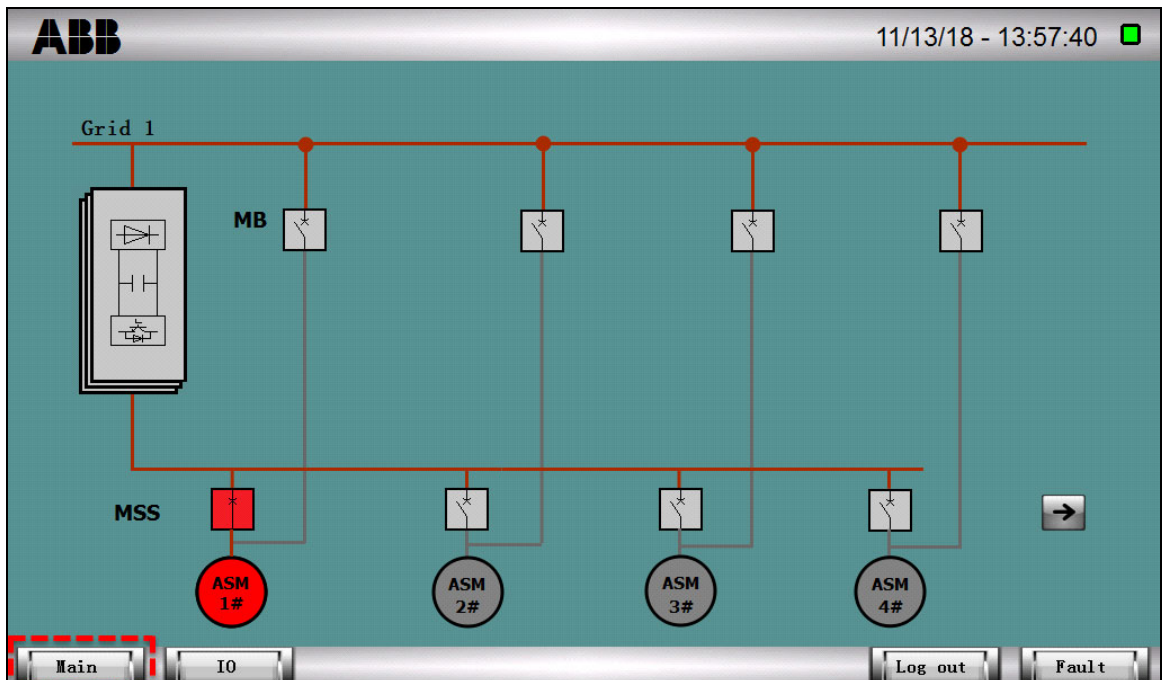 ABB
11/13/18 - 13:57:40
Grid 1
MB
MSS
ASM
1#
ASM
2#
ASM
3#
ASM
4#
Main
IO
Log out
Fault